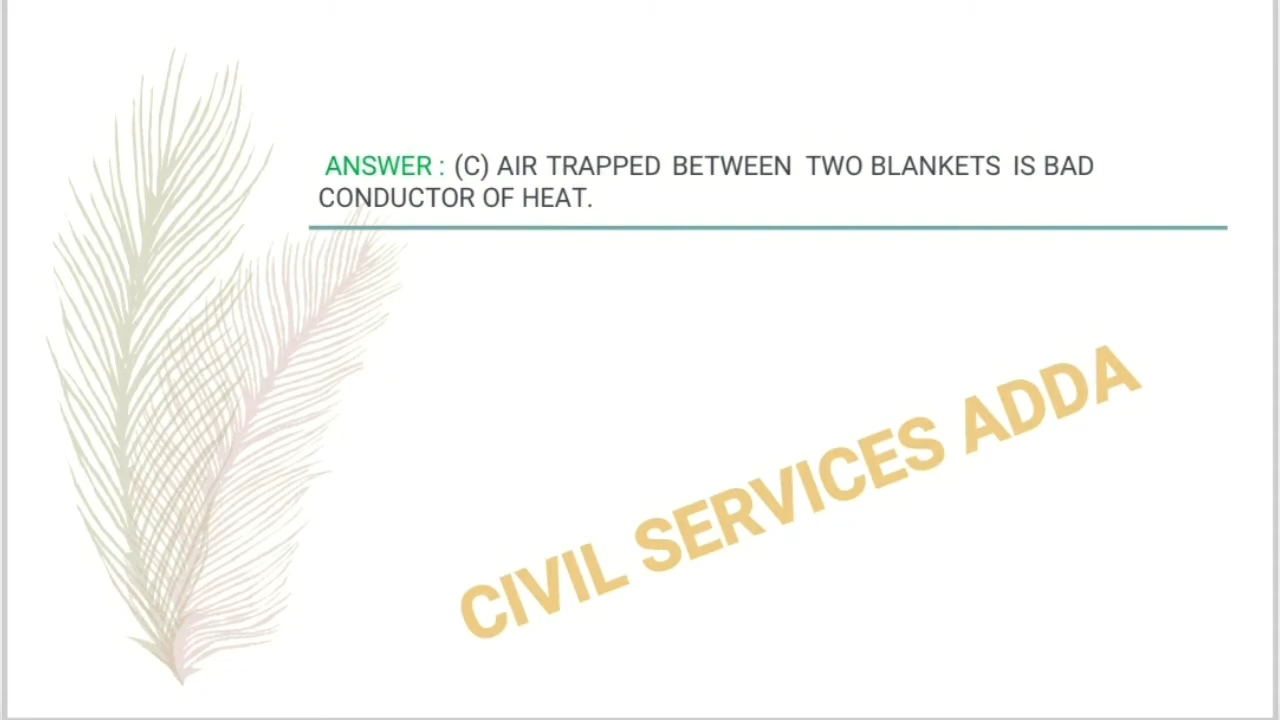 ANSWER : (C) AIR TRAPPED BETWEEN TWO BLANKETS IS BAD
CONDUCTOR OF HEAT.
CIVIL SERVICES ADDA